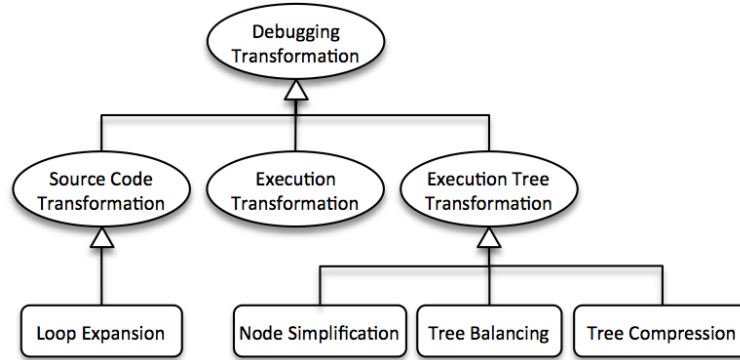 Debugging
Transformation
Source Code
Transformation
Execution
Transformation
Execution Tree
Transformation
Loop Expansion
Node Simplification
Tree Balancing
Tree Compression